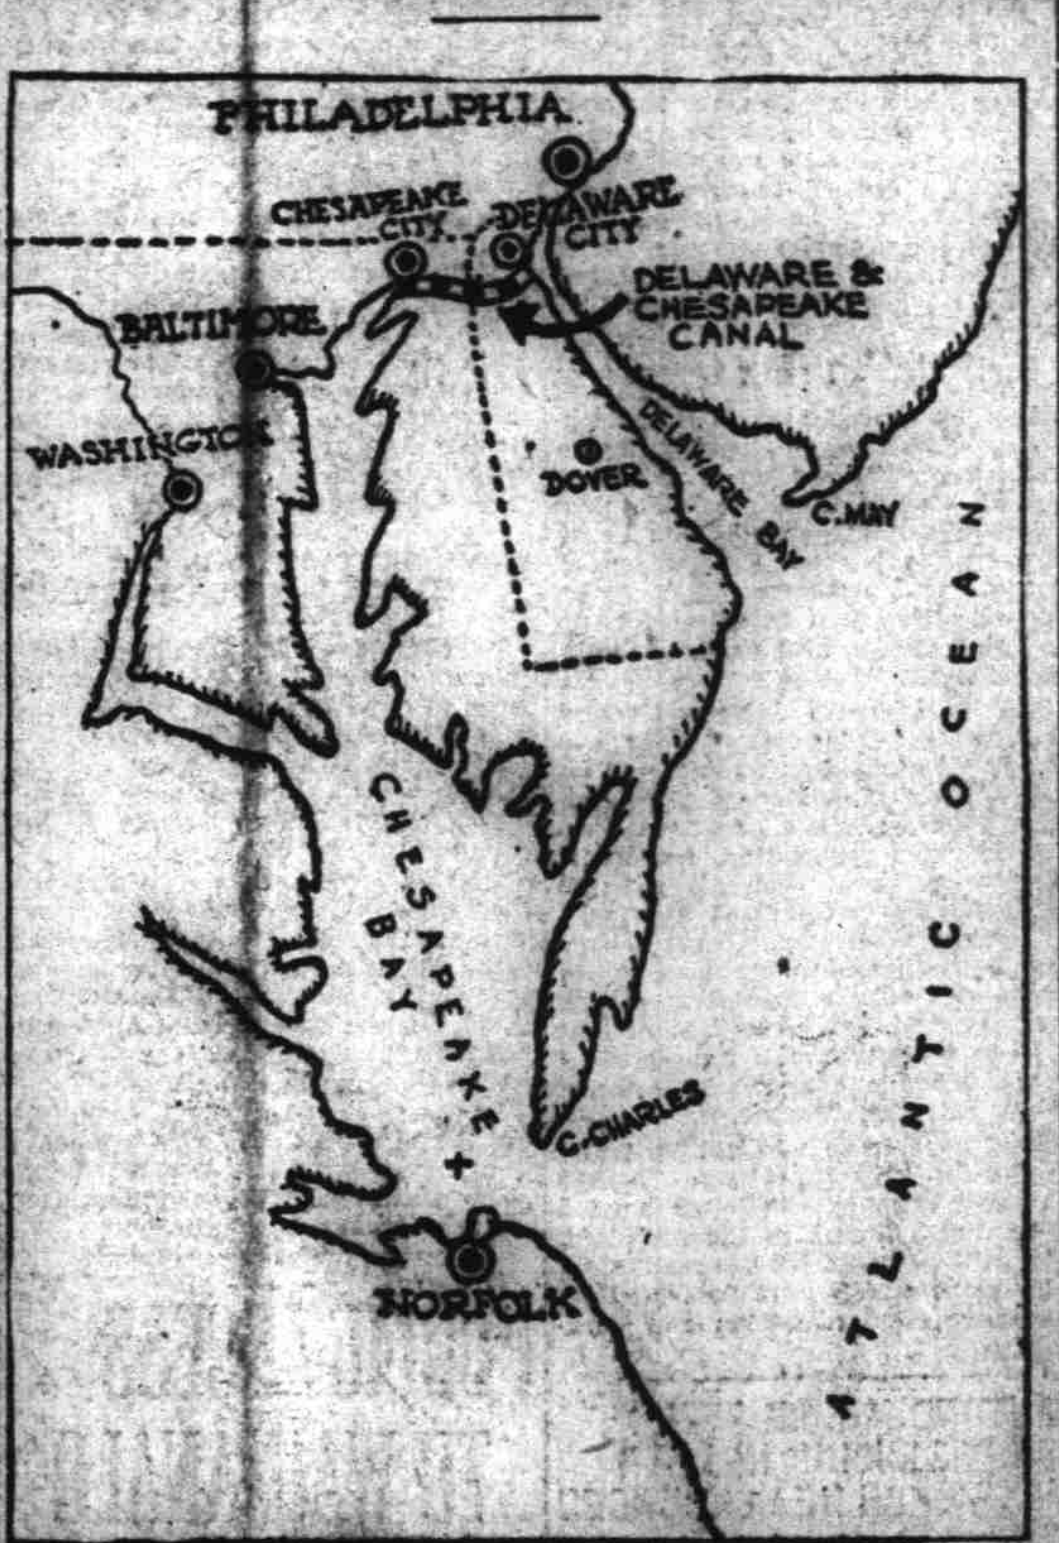 PHILADELPHIA
CHESAPEAKE
CITY
DELAWARE
CITY
DELAWARE &
CHESAPEAKE
CANAL
BALTIMORE
WASHINGTON
DOVER
DELAWARE BAY
C. MAY
ATLANTIC OCEAN
CHESAPEAKE
BAY
C. CHARLES
NORFOLK